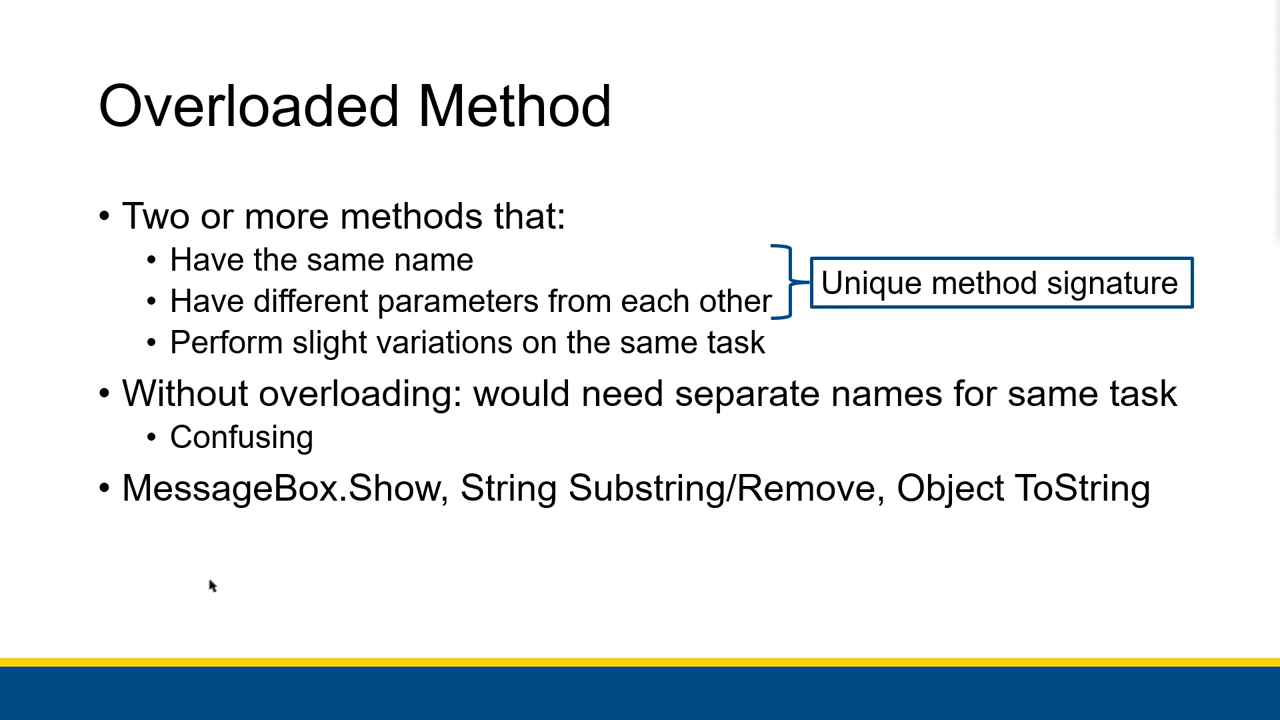 Overloaded Method
• Two or more methods that:
• Have the same name
• Have different parameters from each other
Unique method signature
• Perform slight variations on the same task
• Without overloading: would need separate names for same task
• Confusing
• MessageBox.Show, String Substring/Remove, Object ToString